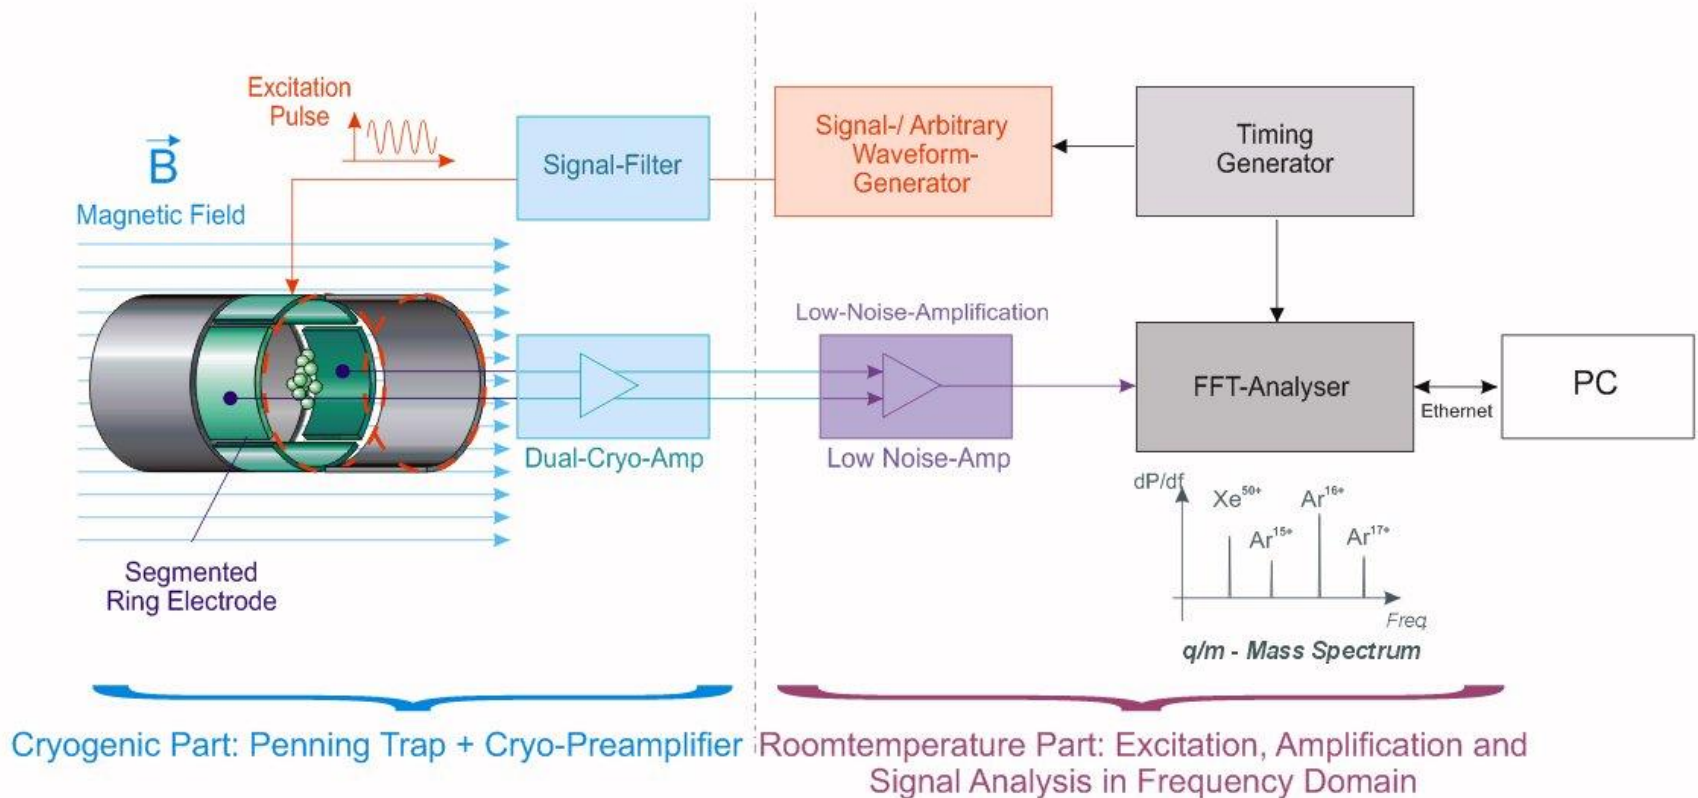 Excitation
Pulse
B
Magnetic Field
Signal-Filter
Signal-/ Arbitrary
Waveform-
Generator
Timing
Generator
Low-Noise-Amplification
Dual-Cryo-Amp
Low Noise-Amp
FFT-Analyser
Ethernet
PC
Segmented
Ring Electrode
dP/df
Xe50+
Ar15+
Ar16+
Ar17+
Freq.
q/m - Mass Spectrum
Cryogenic Part: Penning Trap + Cryo-Preamplifier
Roomtemperature Part: Excitation, Amplification and
Signal Analysis in Frequency Domain